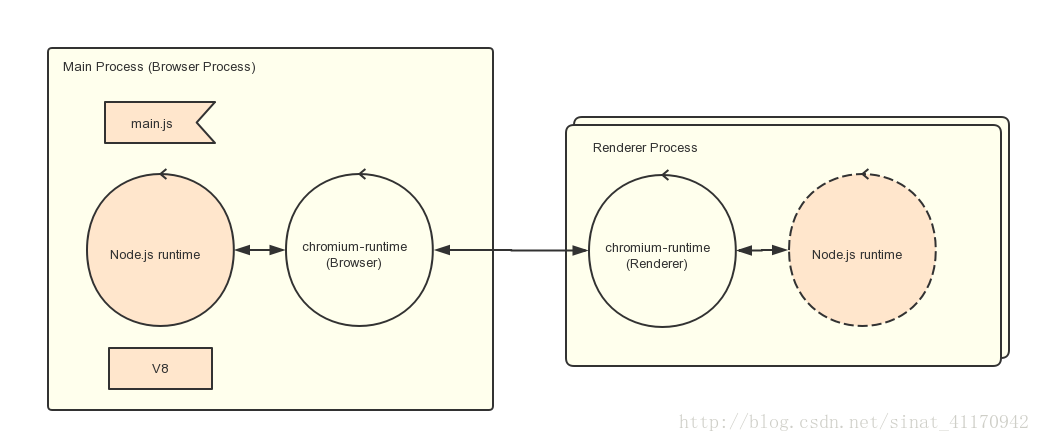 Main Process (Browser Process)
main.js
Node.js runtime
chromium-runtime
(Browser)
V8
Renderer Process
chromium-runtime
(Renderer)
Node.js runtime
http://blog.csdn.net/sinat_41170942